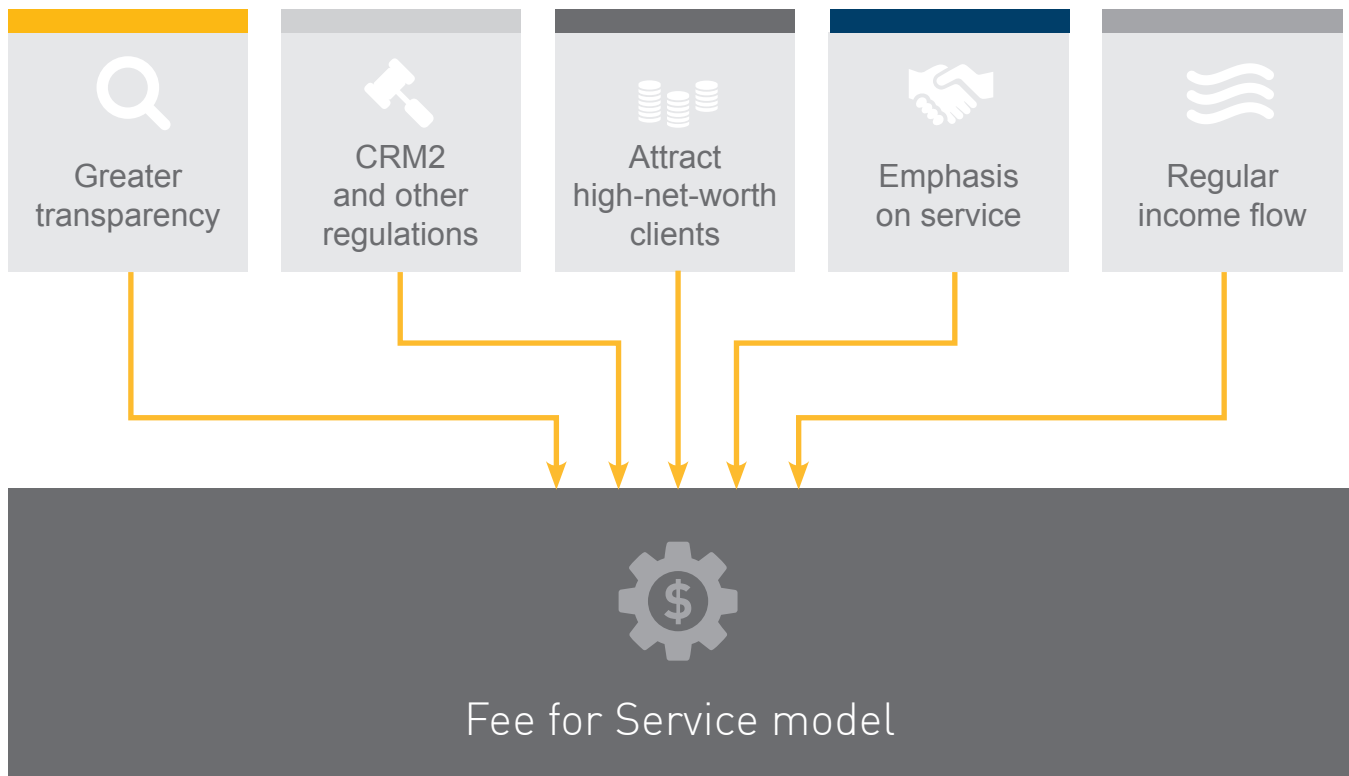 Greater
transparency
CRM2
and other
regulations
Attract
high-net-worth
clients
Emphasis
on service
Regular
income flow
$
Fee for Service model